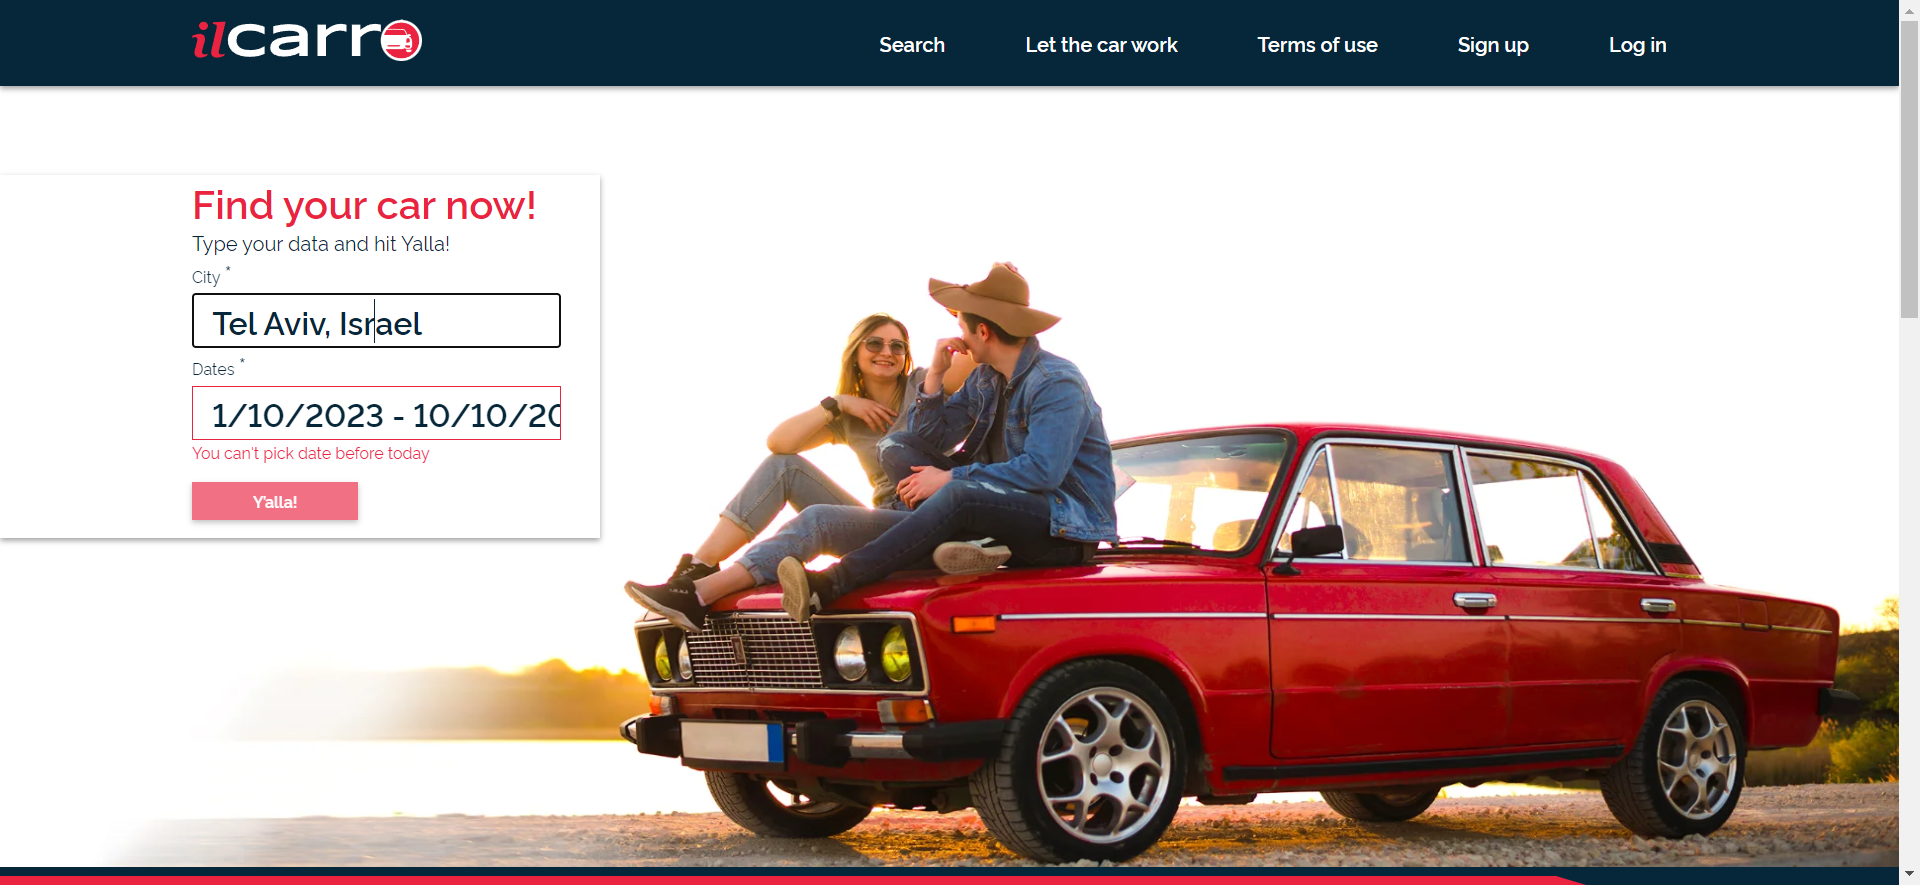 ilcarro
Search
Let the car work
Terms of use
Sign up
Log in
Find your car now!
Type your data and hit Yalla!
City *
Tel Aviv, Israel
Dates *
1/10/2023 - 10/10/20
You can't pick date before today
Y'alla!